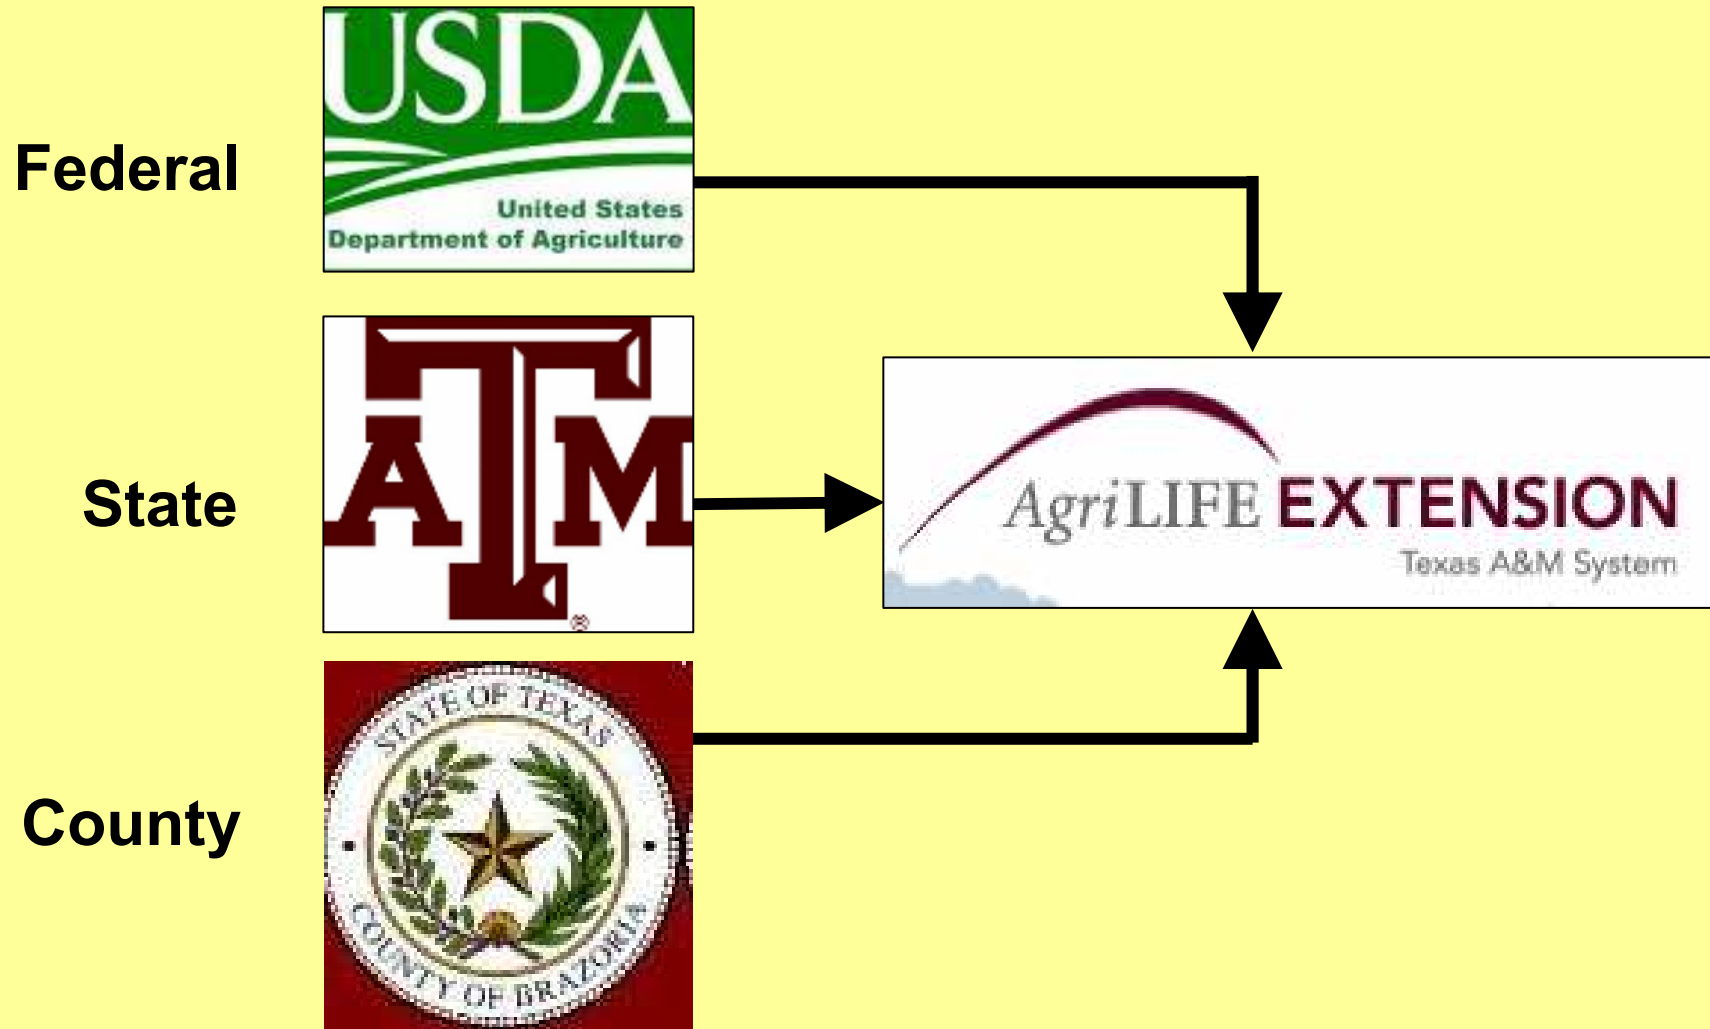 Federal
USDA
United States
Department of Agriculture
State
ATM
®
AgriLIFE EXTENSION
Texas A&M System
County
STATE OF TEXAS
COUNTY OF BRAZORIA